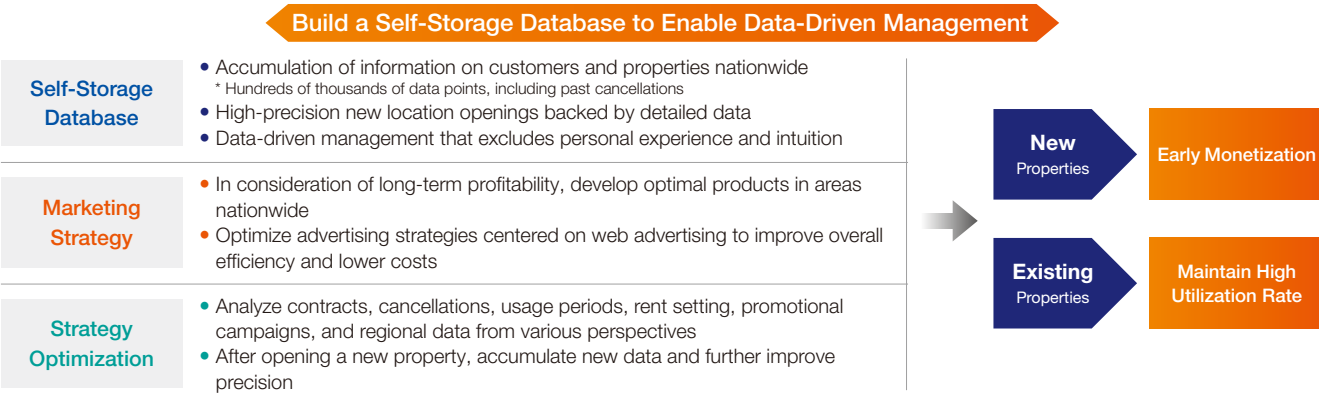 Build a Self-Storage Database to Enable Data-Driven Management
Self-Storage
Database
• Accumulation of information on customers and properties nationwide
* Hundreds of thousands of data points, including past cancellations
• High-precision new location openings backed by detailed data
• Data-driven management that excludes personal experience and intuition
Marketing
Strategy
• In consideration of long-term profitability, develop optimal products in areas
nationwide
• Optimize advertising strategies centered on web advertising to improve overall
efficiency and lower costs
Strategy
Optimization
• Analyze contracts, cancellations, usage periods, rent setting, promotional
campaigns, and regional data from various perspectives
• After opening a new property, accumulate new data and further improve
precision
New
Properties
Early Monetization
Existing
Properties
Maintain High
Utilization Rate